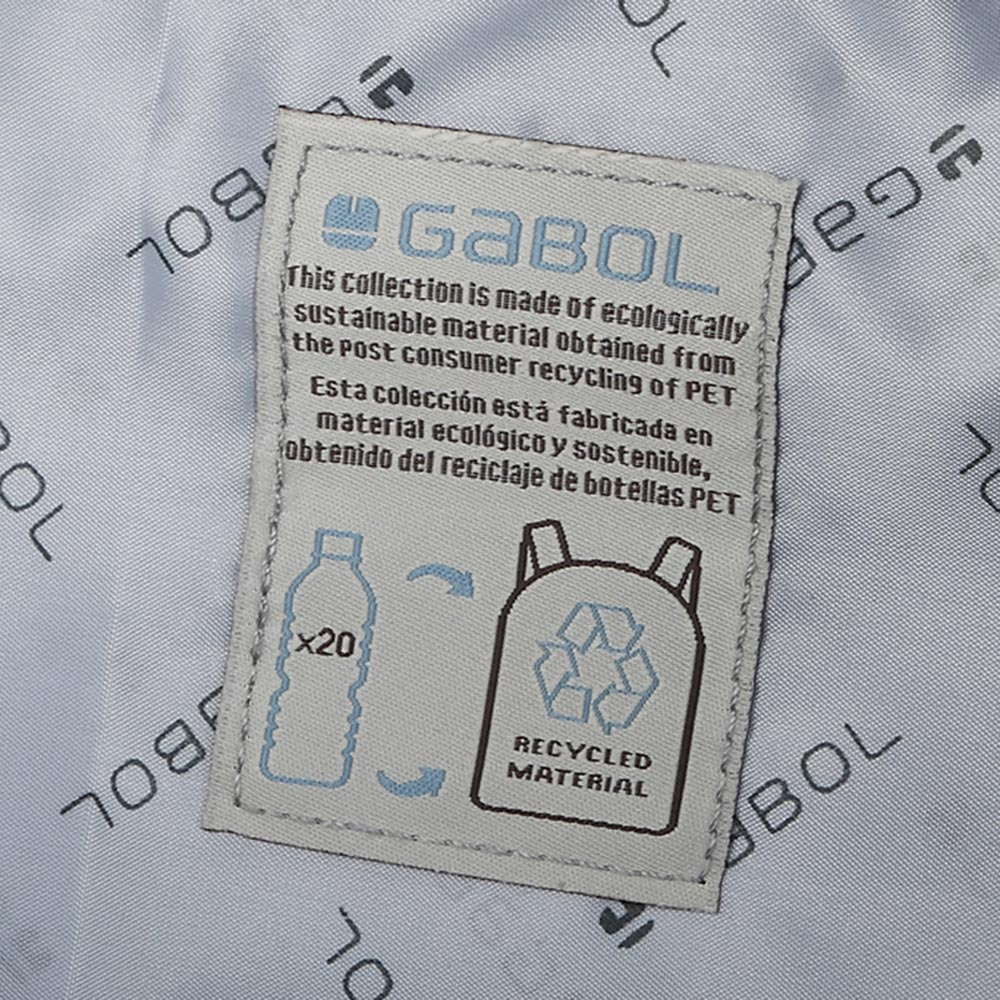 GaBOL
This collection is made of ecologically
sustainable material obtained from
the post consumer recycling of PET
Esta colección está fabricada en
material ecológico y sostenible,
obtenido del reciclaje de botellas PET
x20
RECYCLED
MATERIAL